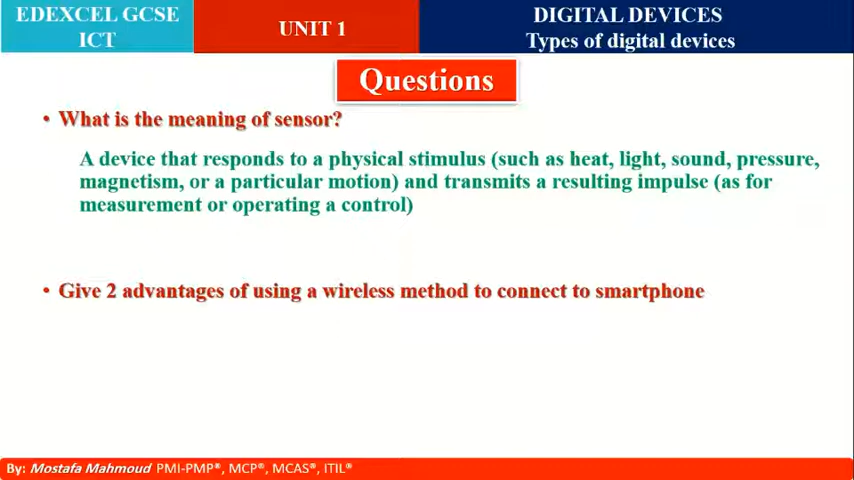 EDEXCEL GCSE
ICT
UNIT 1
DIGITAL DEVICES
Types of digital devices
Questions
• What is the meaning of sensor?
A device that responds to a physical stimulus (such as heat, light, sound, pressure,
magnetism, or a particular motion) and transmits a resulting impulse (as for
measurement or operating a control)
• Give 2 advantages of using a wireless method to connect to smartphone
By: Mostafa Mahmoud PMI-PMP®, MCP®, MCAS®, ITIL®